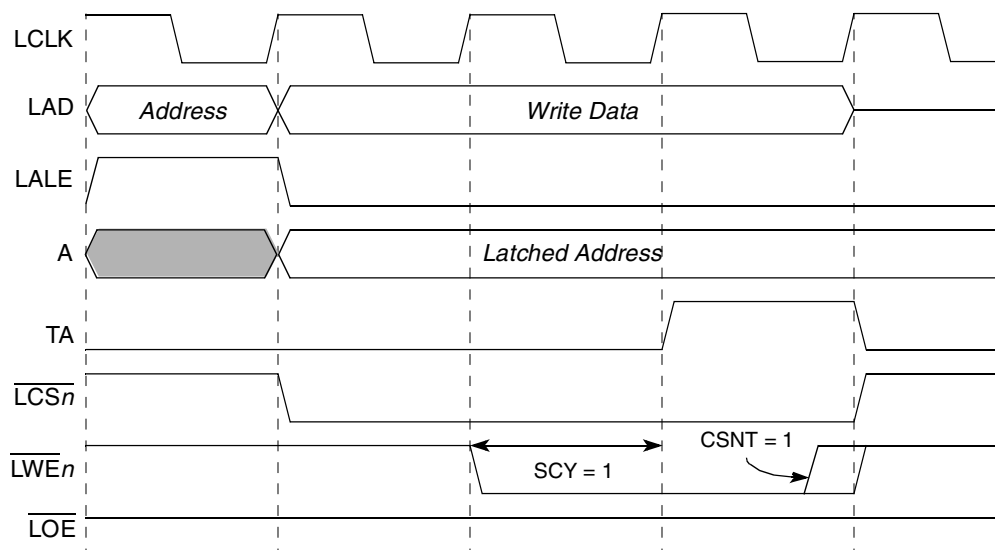 LCLK
LAD
Address
Write Data
LALE
A
Latched Address
TA
LCSn
CSNT = 1
LWEn
SCY = 1
LOE